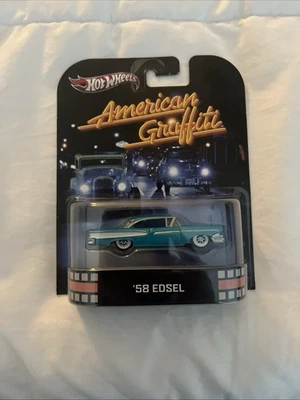 Hot Wheels
American
Graffiti
'58 EDSEL